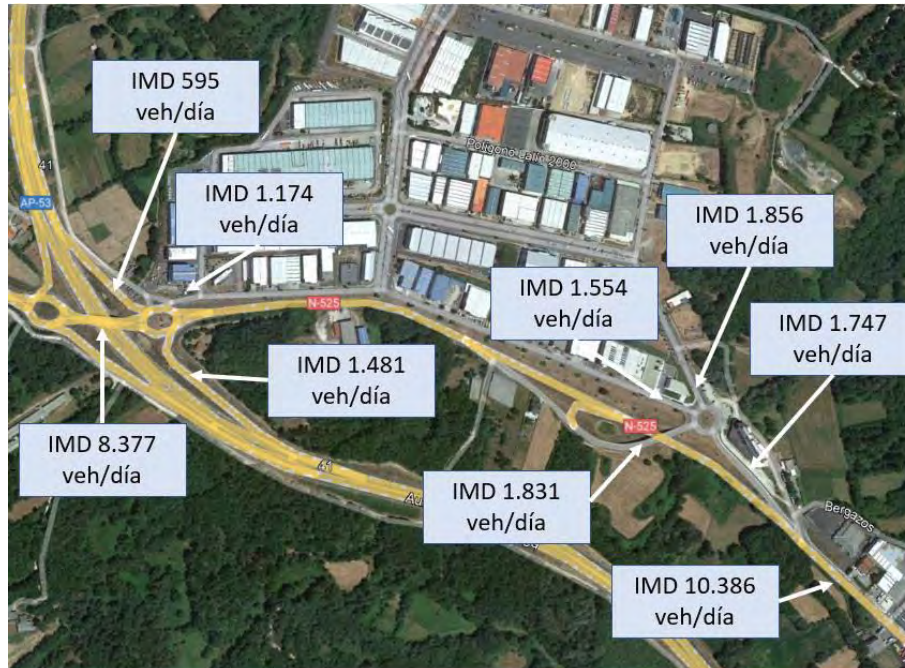 IMD 595
veh/día
41
AP-53
IMD 1.174
veh/día
Polígono Lalín 2000
IMD 1.856
veh/día
N-525
IMD 1.554
veh/día
IMD 1.747
veh/día
IMD 1.481
veh/día
N-525
IMD 8.377
veh/día
IMD 1.831
veh/día
Bergazos
IMD 10.386
veh/día